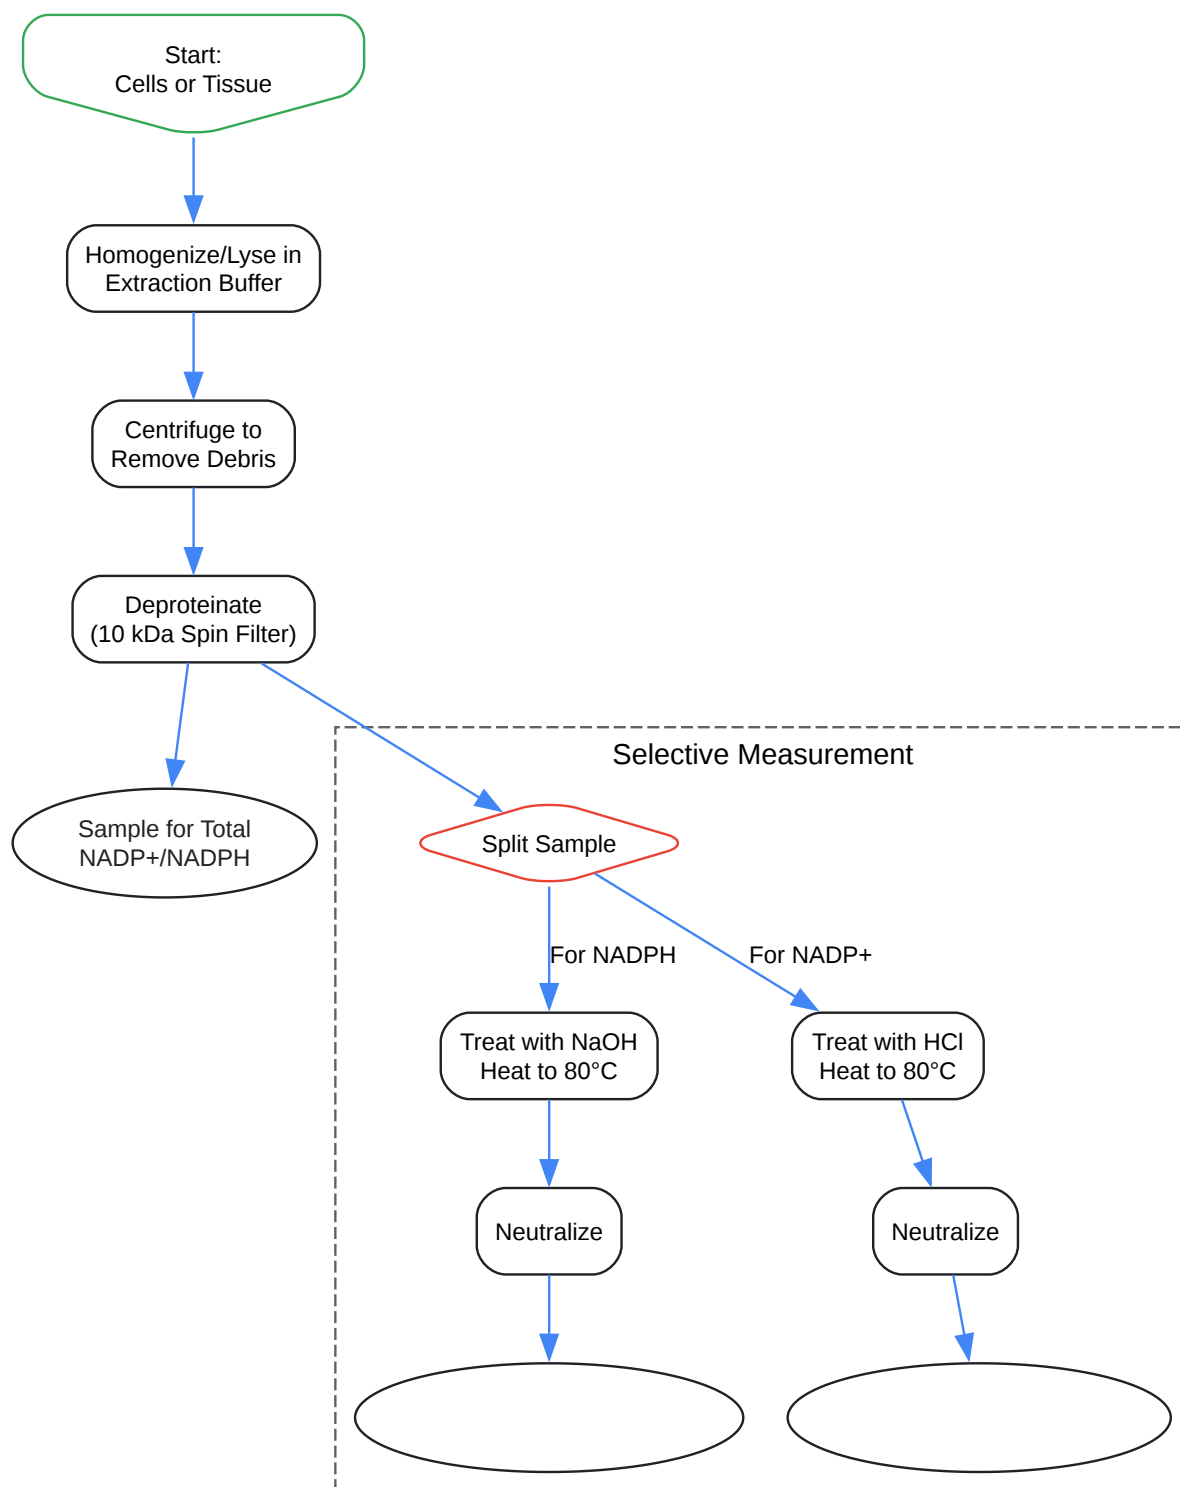 Start:
Cells or Tissue
Homogenize/Lyse in
Extraction Buffer
Centrifuge to
Remove Debris
Deproteinate
(10 kDa Spin Filter)
Selective Measurement
Sample for Total
NADP+/NADPH
Split Sample
For NADPH
For NADP+
Treat with NaOH
Heat to 80°C
Treat with HCl
Heat to 80°C
Neutralize
Neutralize